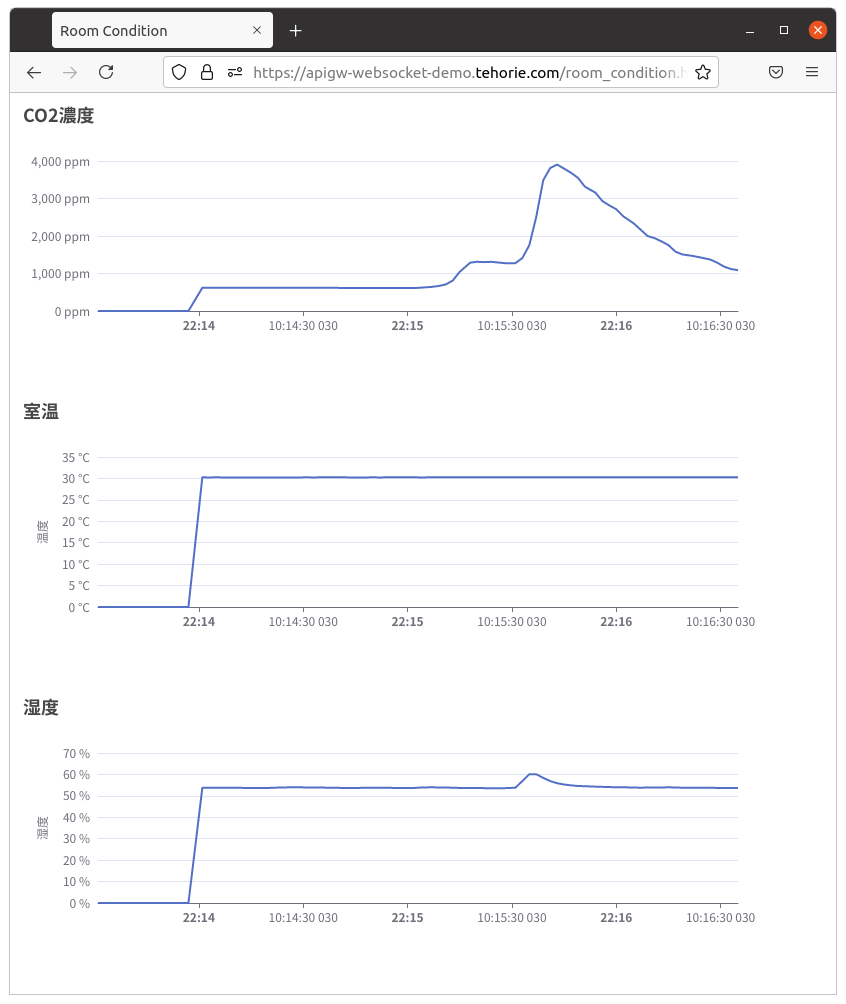 Room Condition
https://apigw-websocket-demo.tehorie.com/room_condition.h
CO2濃度
4,000 ppm
3,000 ppm
2,000 ppm
1,000 ppm
0 ppm
22:14 10:14:30 030 22:15 10:15:30 030 22:16 10:16:30 030
室温
35 °C
30 °C
25 °C
20 °C
15 °C
10 °C
5 °C
0 °C
温度
22:14 10:14:30 030 22:15 10:15:30 030 22:16 10:16:30 030
湿度
70 %
60 %
50 %
40 %
30 %
20 %
10 %
0 %
湿度
22:14 10:14:30 030 22:15 10:15:30 030 22:16 10:16:30 030